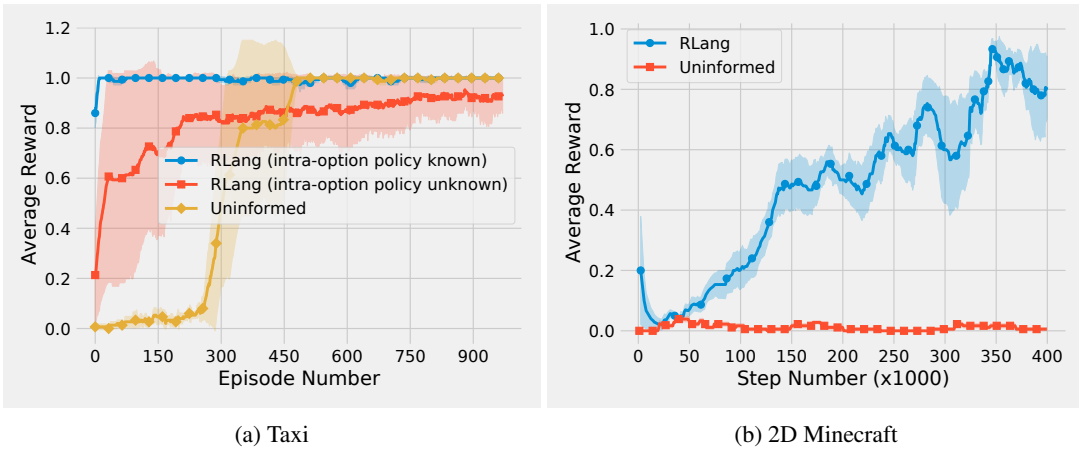 1.2
1.0
0.8
0.6
0.4
0.2
0.0
Average Reward
RLang (intra-option policy known)
RLang (intra-option policy unknown)
Uninformed
0 150 300 450 600 750 900
Episode Number
(a) Taxi
1.0
0.8
0.6
0.4
0.2
0.0
Average Reward
RLang
Uninformed
0 50 100 150 200 250 300 350 400
Step Number (x1000)
(b) 2D Minecraft